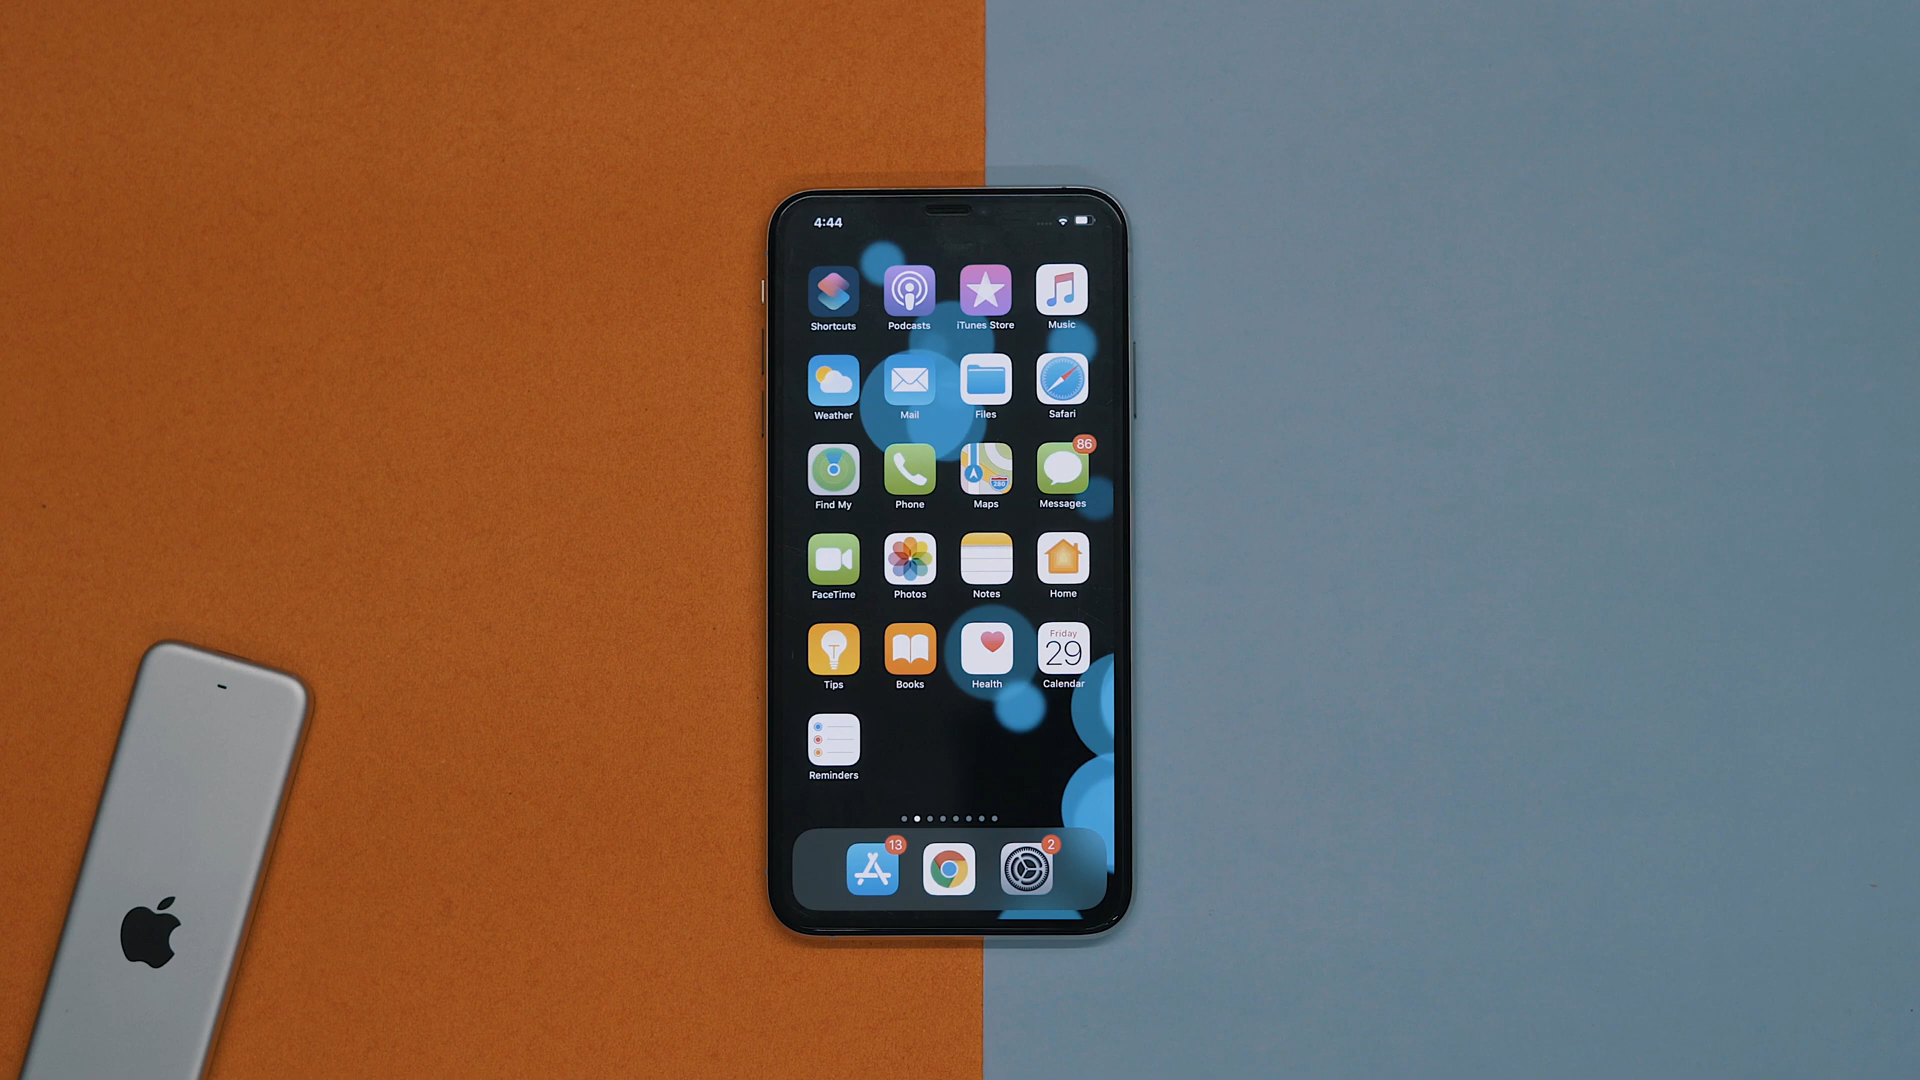 4:44
Shortcuts Podcasts iTunes Store Music
Weather Mail Files Safari
280
86
Find My Phone Maps Messages
FaceTime Photos Notes Home
Friday
29
Tips Books Health Calendar
Reminders
13 2